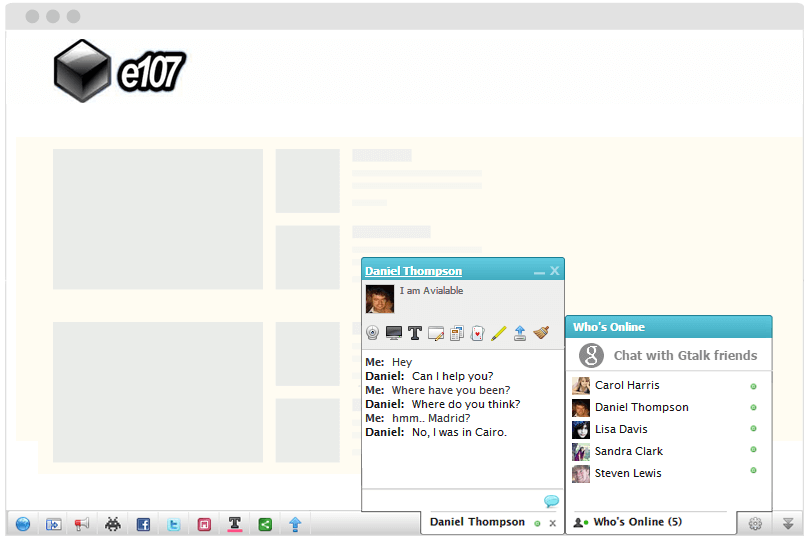 e107
Daniel Thompson
I am Avialable
Me: Hey
Daniel: Can I help you?
Me: Where have you been?
Daniel: Where do you think?
Me: hmm.. Madrid?
Daniel: No, I was in Cairo.
Daniel Thompson
Who's Online
g Chat with Gtalk friends
Carol Harris
Daniel Thompson
Lisa Davis
Sandra Clark
Steven Lewis
Who's Online (5)